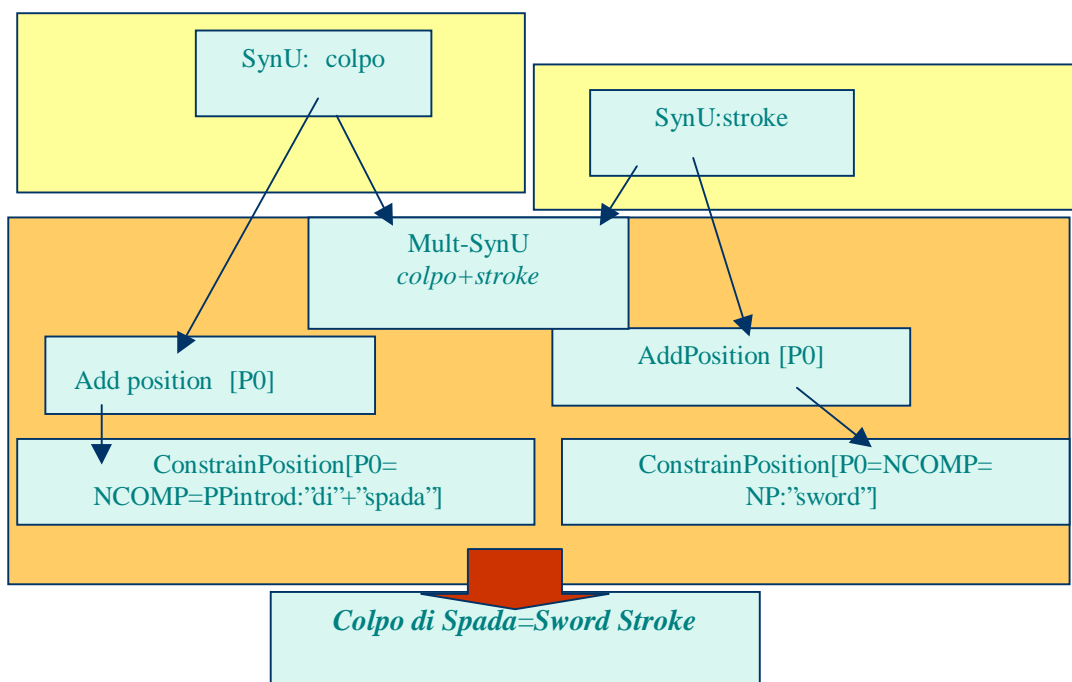 SynU: colpo
SynU:stroke
Mult-SynU
colpo+stroke
Add position [P0]
AddPosition [P0]
ConstrainPosition[P0=
NCOMP=PPintrod:”di”+”spada”]
ConstrainPosition[P0=NCOMP=
NP:”sword”]
Colpo di Spada=Sword Stroke